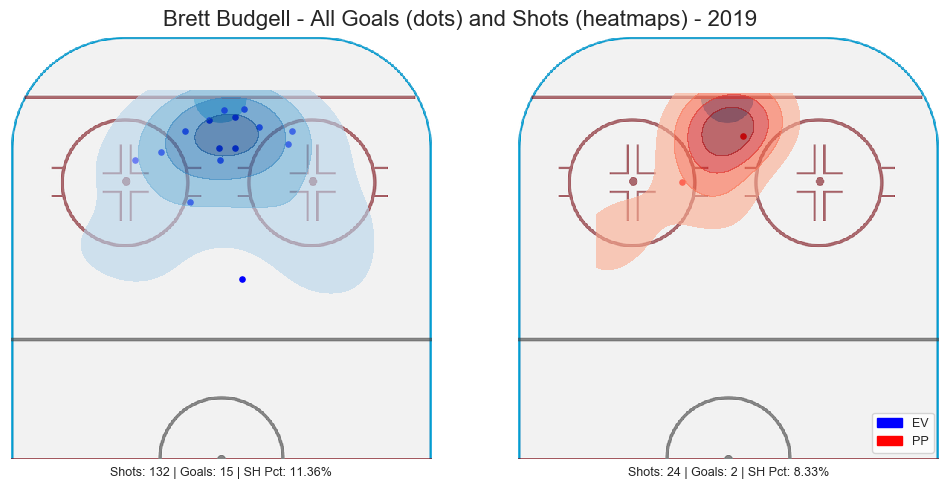 Brett Budgell - All Goals (dots) and Shots (heatmaps) - 2019
EV
PP
Shots: 132 | Goals: 15 | SH Pct: 11.36%
Shots: 24 | Goals: 2 | SH Pct: 8.33%